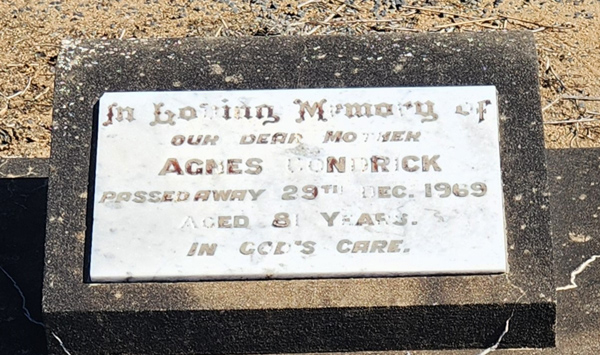 In Loving Memory of
OUR DEAR MOTHER
AGNES CONDRICK
PASSED AWAY 29TH DEC. 1969
AGED 81 YEARS.
IN GOD'S CARE.